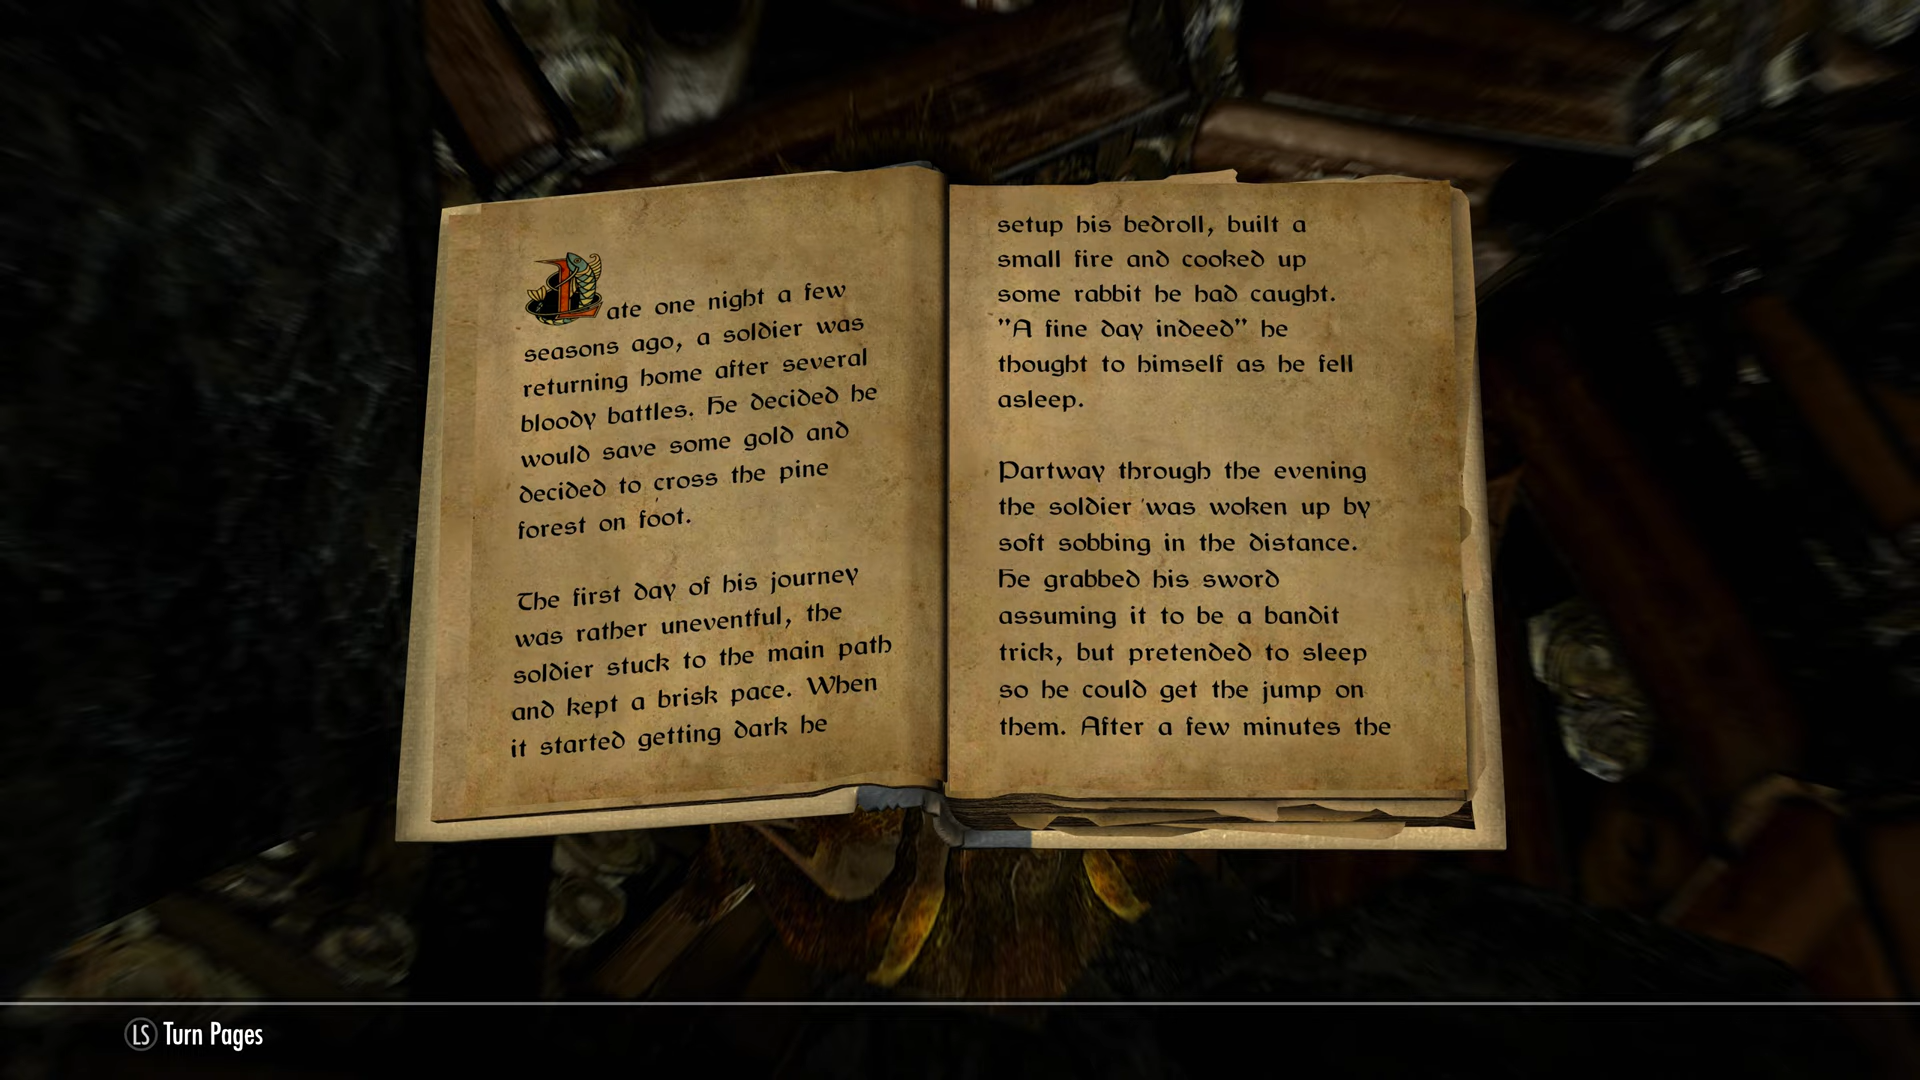 Late one night a few
seasons ago, a soldier was
returning home after several
bloody battles. He decided he
would save some gold and
decided to cross the pine
forest on foot.
The first day of his journey
was rather uneventful, the
soldier stuck to the main path
and kept a brisk pace. When
it started getting dark he
setup his bedroll, built a
small fire and cooked up
some rabbit he had caught.
"A fine day indeed" he
thought to himself as he fell
asleep.
Partway through the evening
the soldier was woken up by
soft sobbing in the distance.
He grabbed his sword
assuming it to be a bandit
trick, but pretended to sleep
so he could get the jump on
them. After a few minutes the
LS Turn Pages